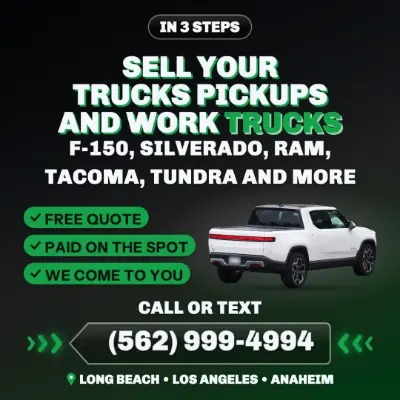 IN 3 STEPS
SELL YOUR
TRUCKS PICKUPS
AND WORK TRUCKS
F-150, SILVERADO, RAM,
TACOMA, TUNDRA AND MORE
FREE QUOTE
PAID ON THE SPOT
WE COME TO YOU
CALL OR TEXT
(562) 999-4994
LONG BEACH • LOS ANGELES • ANAHEIM